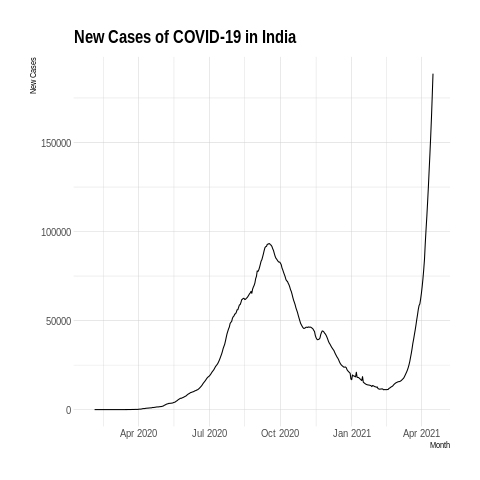 New Cases of COVID-19 in India
New Cases
150000
100000
50000
0
Apr 2020 Jul 2020 Oct 2020 Jan 2021 Apr 2021
Month